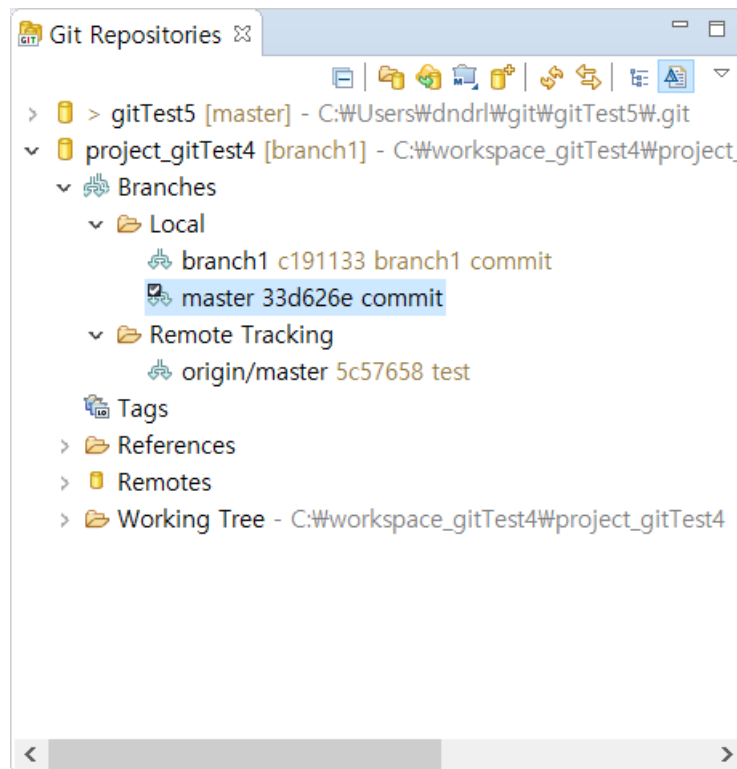 Git Repositories
> gitTest5 [master] - C:₩Users₩dndrl₩git₩gitTest5₩.git
project_gitTest4 [branch1] - C:₩workspace_gitTest4₩project_
Branches
Local
branch1 c191133 branch1 commit
master 33d626e commit
Remote Tracking
origin/master 5c57658 test
Tags
References
Remotes
Working Tree - C:₩workspace_gitTest4₩project_gitTest4